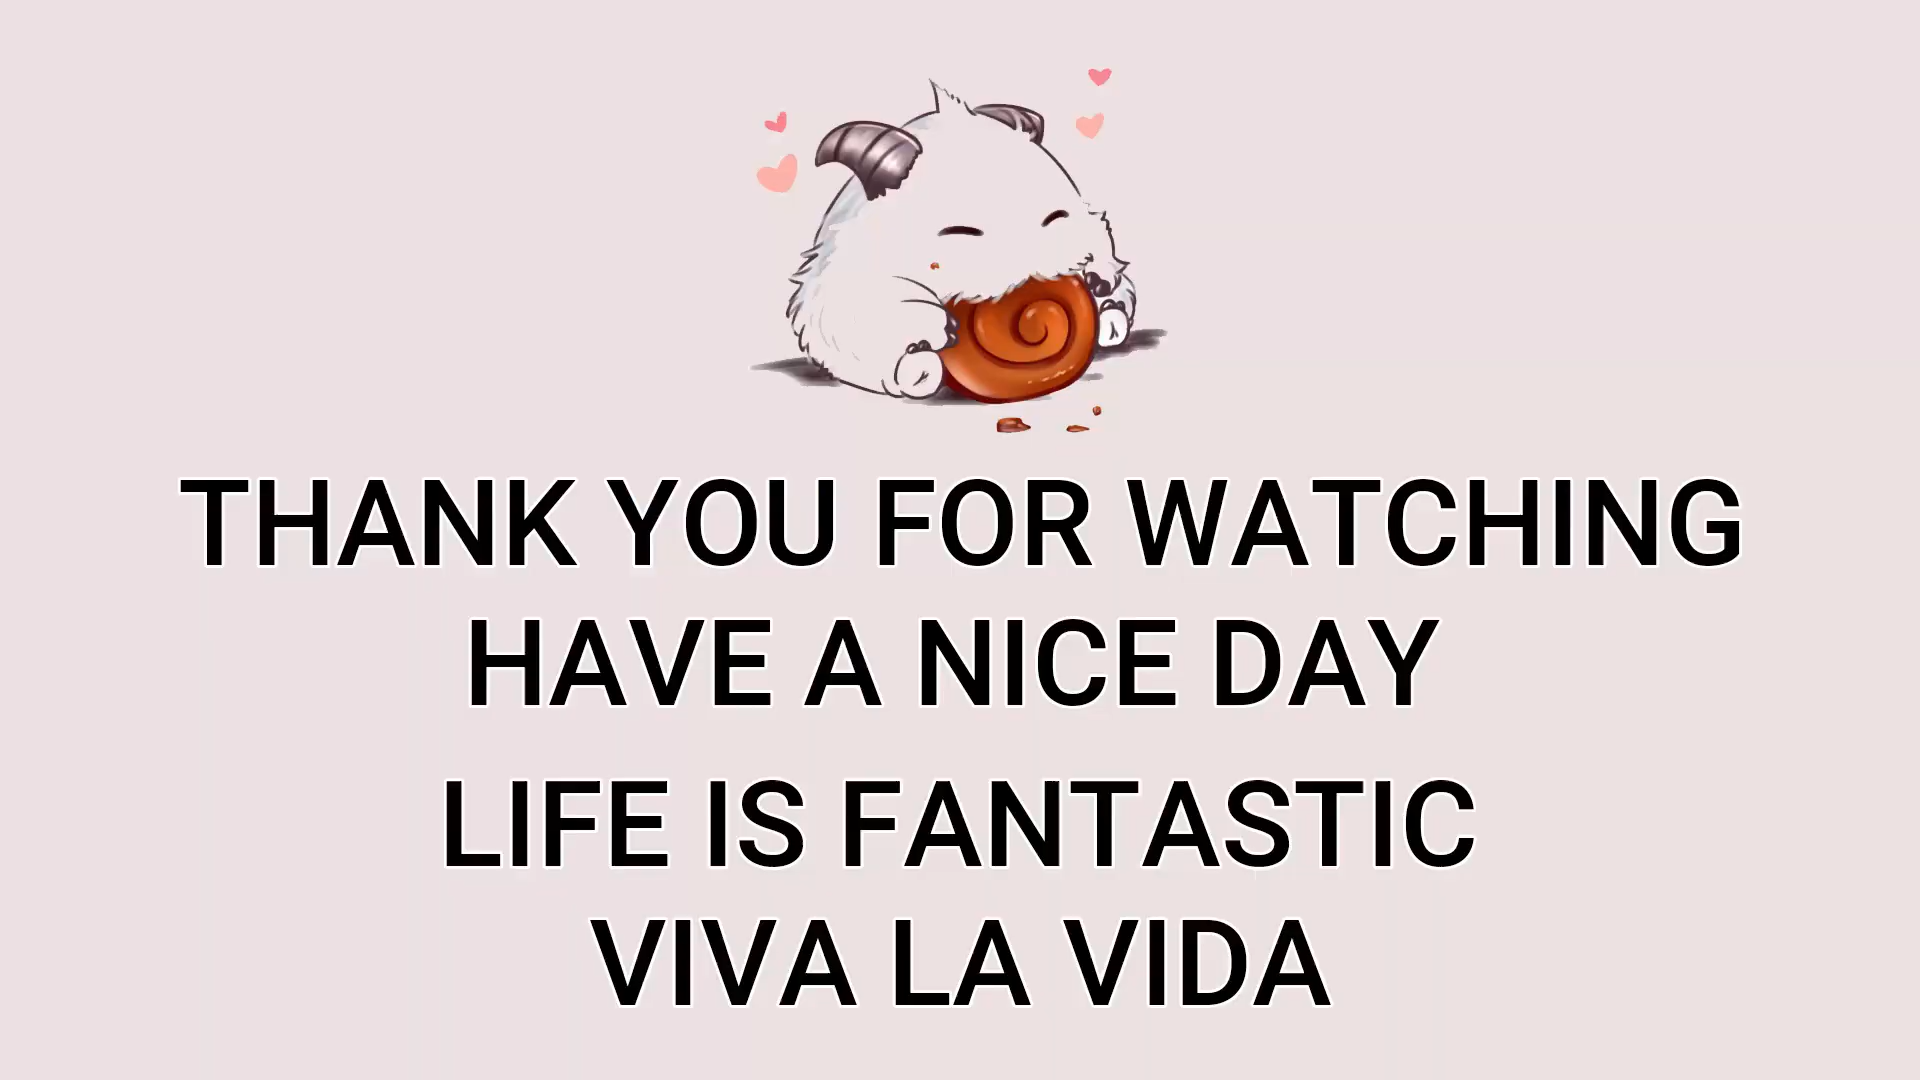 THANK YOU FOR WATCHING
HAVE A NICE DAY
LIFE IS FANTASTIC
VIVA LA VIDA